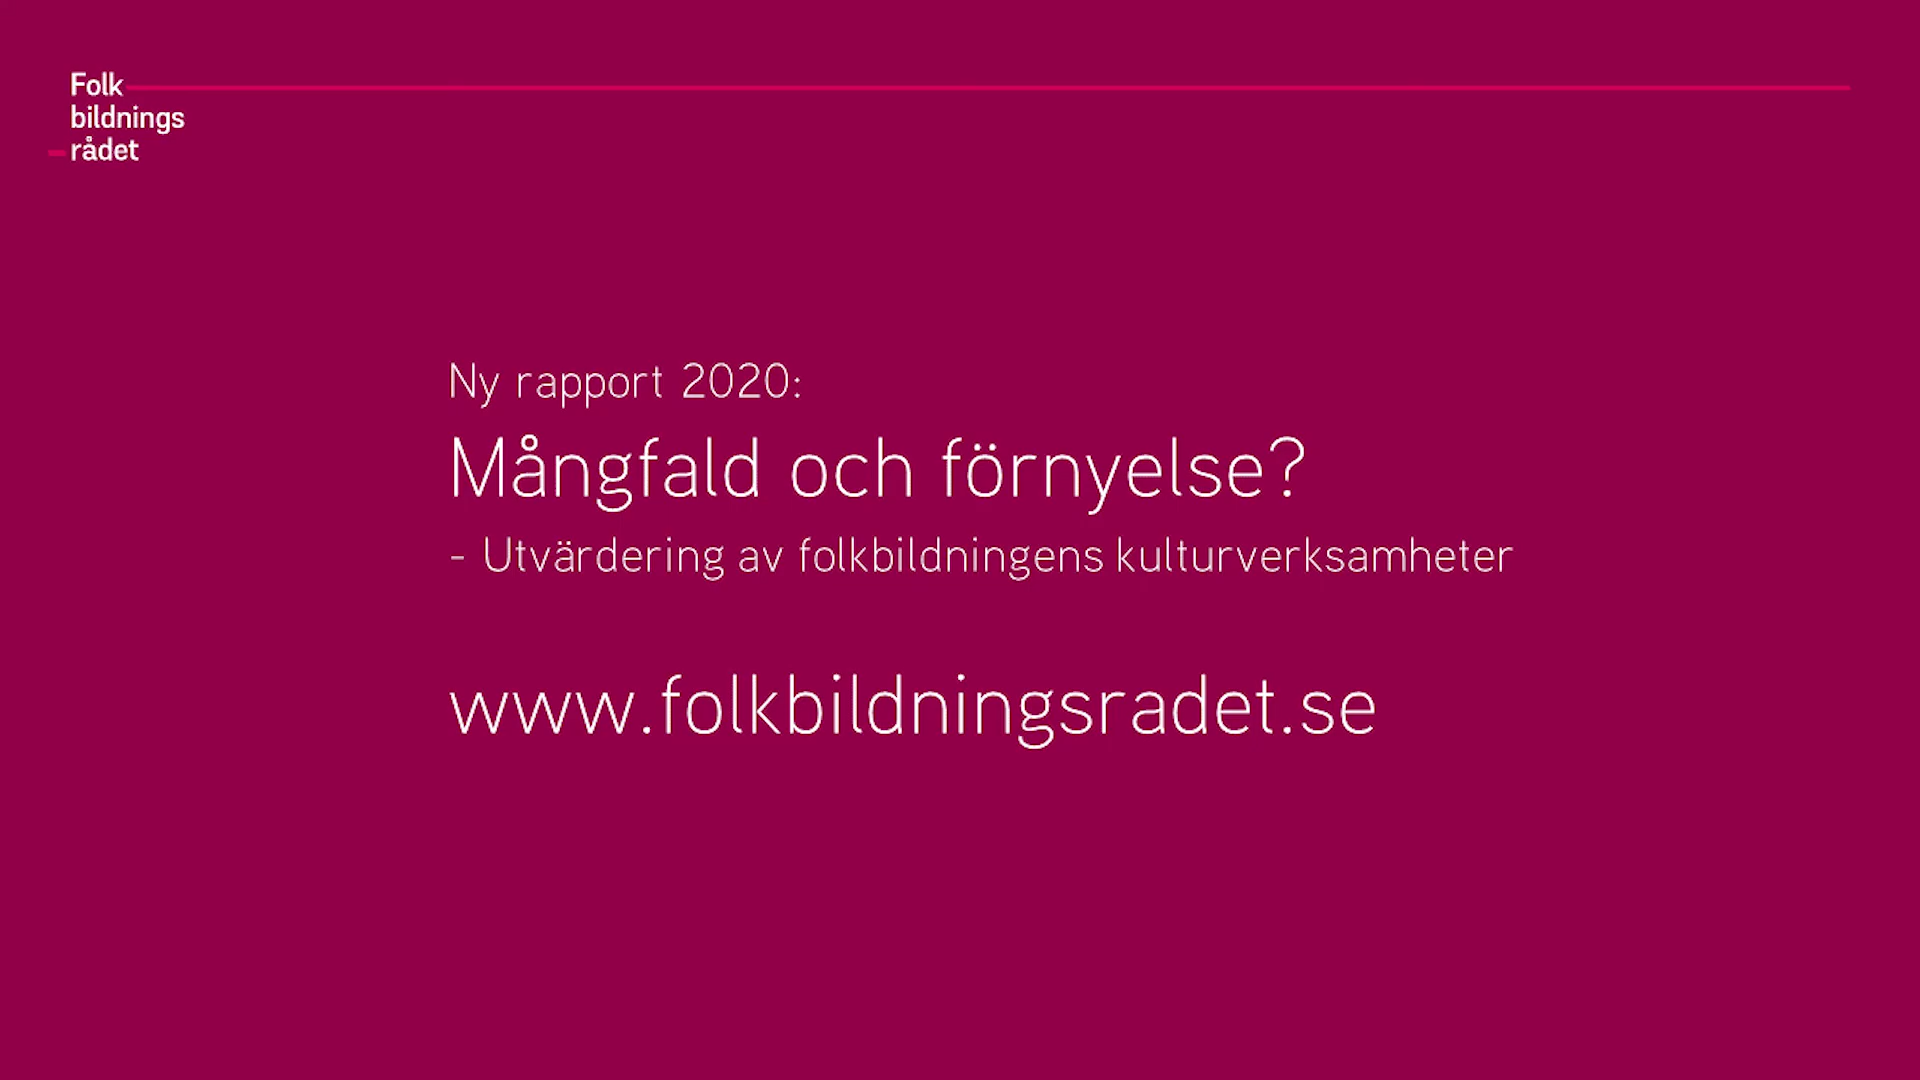 Folk
bildnings
rådet
Ny rapport 2020:
Mångfald och förnyelse?
- Utvärdering av folkbildningens kulturverksamheter
www.folkbildningsradet.se